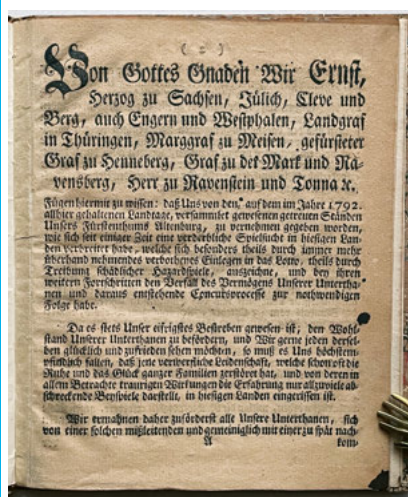 ( 2 )
Von Gottes Gnaden Wir Ernst,
Herzog zu Sachsen, Jülich, Cleve und
Berg, auch Engern und Westphalen, Landgraf
in Thüringen, Marggraf zu Meisen, gefürsteter
Graf zu Henneberg, Graf zu der Mark und Ra-
vensberg, Herr zu Ravenstein und Tonna ꝛc.
Fügen hiermit zu wissen: daß Uns von den, auf dem im Jahre 1792.
allhier gehaltenen Landtage, versammlet gewesenen getreuen Ständen
Unsers Fürstenthums Altenburg, zu vernehmen gegeben worden,
wie sich seit einiger Zeit eine verderbliche Spielsucht in hiesigen Lan-
den verbreitet habe, welche sich besonders theils durch immer mehr
überhand nehmendes verbothenes Einlegen in das Lotto, theils durch
Treibung schädlicher Hazardspiele, auszeichne, und bey ihren
weitern Fortschritten den Verfall des Vermögens Unserer Untertha-
nen und daraus entstehende Concursprocesse zur nothwendigen
Folge habe.
Da es stets Unser eifrigstes Bestreben gewesen ist, den Wohl-
stand Unserer Unterthanen zu befördern, und Wir gerne jeden dersel-
ben glücklich und zufrieden sehen möchten, so muß es Uns höchstem-
pfindlich fallen, daß jene verwerfliche Leidenschaft, welche schon oft die
Ruhe und das Glück ganzer Familien zerstöret hat, und von deren in
allem Betrachte traurigen Wirkungen die Erfahrung nur allzuviele ab-
schreckende Beyspiele darstellt, in hiesigen Landen eingerissen ist.
Wir ermahnen daher zuförderst alle Unsere Unterthanen, sich
von einer solchen mißleitenden und gemeiniglich mit einer zu spät nach-
A kom-